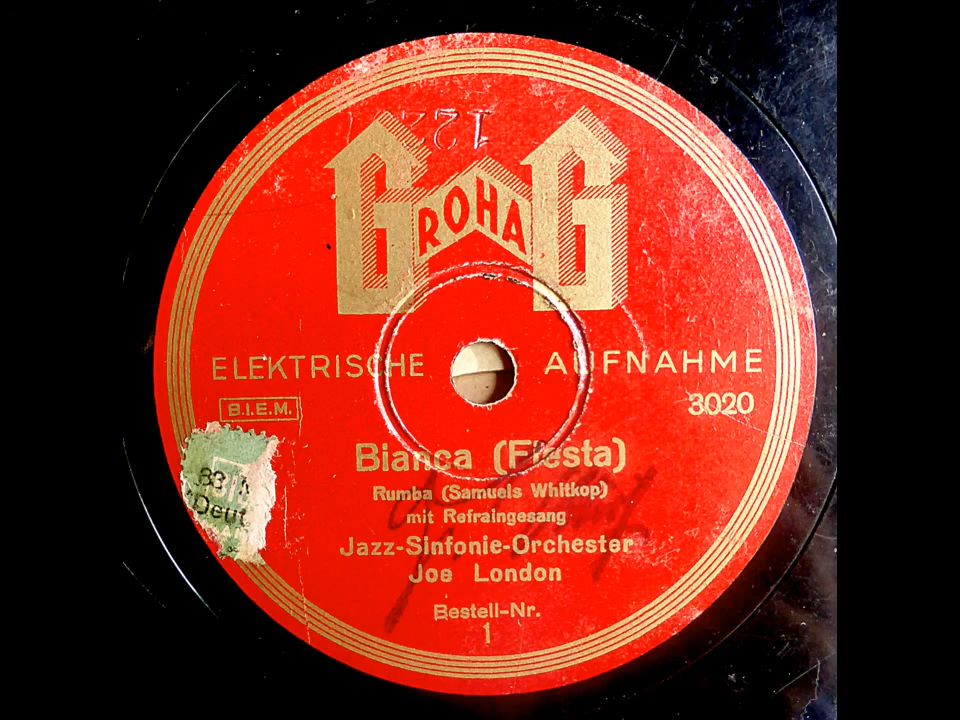 122
GROHAG
ELEKTRISCHE AUFNAHME
B.I.E.M.
3020
Bianca (Fiesta)
Rumba (Samuels Whitkop)
mit Refraingesang
Jazz-Sinfonie-Orchester
Joe London
Bestell-Nr.
1